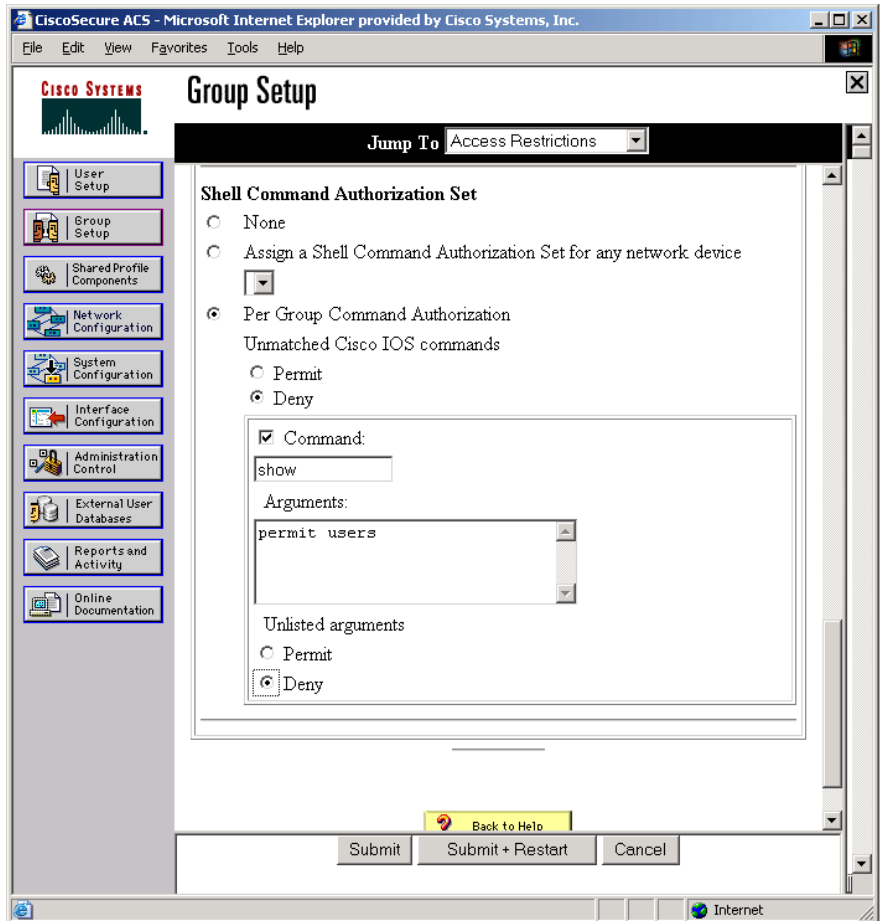 CiscoSecure ACS - Microsoft Internet Explorer provided by Cisco Systems, Inc.
File Edit View Favorites Tools Help
CISCO SYSTEMS
Group Setup
Jump To Access Restrictions
User
Setup
Group
Setup
Shared Profile
Components
Network
Configuration
System
Configuration
Interface
Configuration
Administration
Control
External User
Databases
Reports and
Activity
Online
Documentation
Shell Command Authorization Set
None
Assign a Shell Command Authorization Set for any network device
Per Group Command Authorization
Unmatched Cisco IOS commands
Permit
Deny
Command:
show
Arguments:
permit users
Unlisted arguments
Permit
Deny
Back to Help
Submit Submit + Restart Cancel
Internet